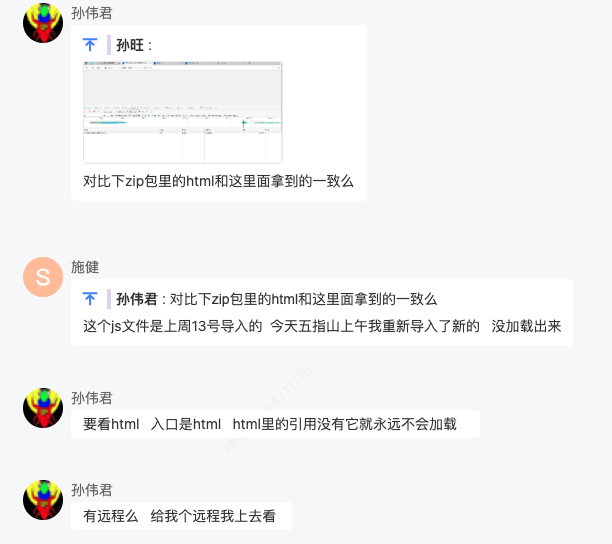 孙伟君
孙旺：
对比下zip包里的html和这里面拿到的一致么
S
施健
孙伟君 : 对比下zip包里的html和这里面拿到的一致么
这个js文件是上周13号导入的 今天五指山上午我重新导入了新的 没加载出来
孙伟君
要看html 入口是html html里的引用没有它就永远不会加载
孙伟君
有远程么 给我个远程我上去看